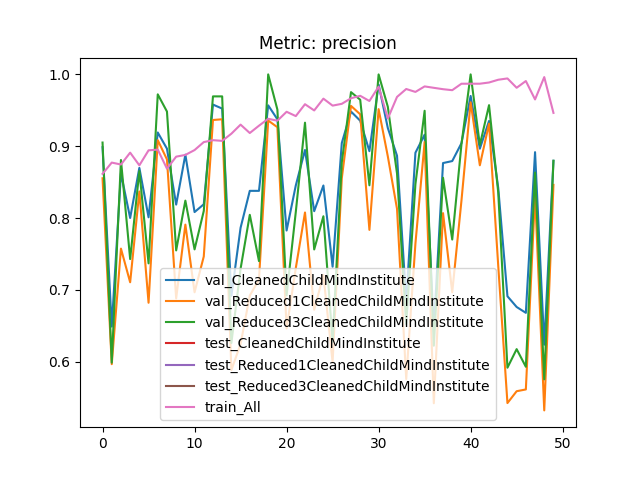 Metric: precision
1.0
0.9
0.8
0.7
0.6
val_CleanedChildMindInstitute
val_Reduced1CleanedChildMindInstitute
val_Reduced3CleanedChildMindInstitute
test_CleanedChildMindInstitute
test_Reduced1CleanedChildMindInstitute
test_Reduced3CleanedChildMindInstitute
train_All
0 10 20 30 40 50